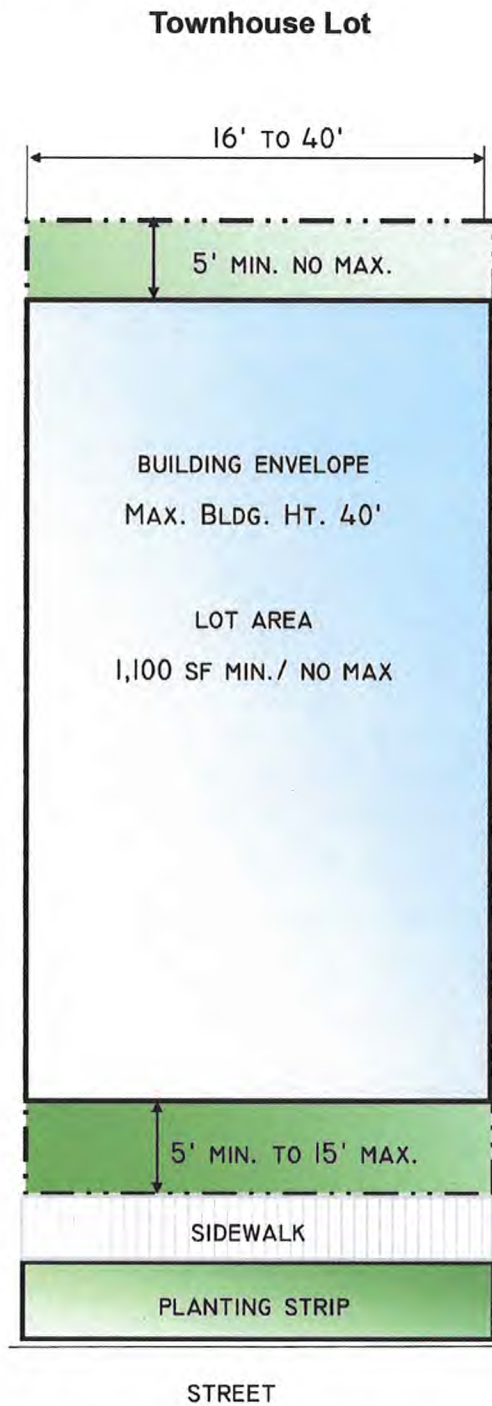 Townhouse Lot
16' TO 40'
5' MIN. NO MAX.
BUILDING ENVELOPE
MAX. BLDG. HT. 40'
LOT AREA
1,100 SF MIN./ NO MAX
5' MIN. TO 15' MAX.
SIDEWALK
PLANTING STRIP
STREET